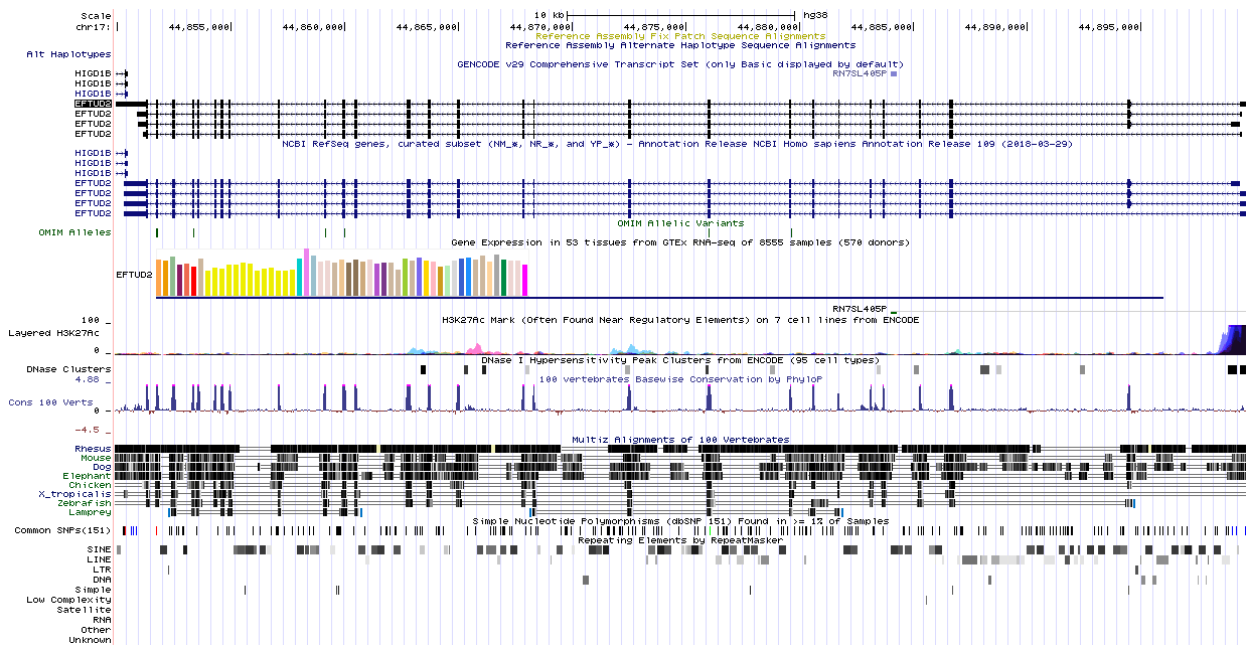 Scale 10 kb hg38
chr17: 44,855,000 44,860,000 44,865,000 44,870,000 44,875,000 44,880,000 44,885,000 44,890,000 44,895,000
Reference Assembly Fix Patch Sequence Alignments
Reference Assembly Alternate Haplotype Sequence Alignments
Alt Haplotypes
GENCODE v29 Comprehensive Transcript Set (only Basic displayed by default)
HIGD1B RN7SL405P
HIGD1B
HIGD1B
EFTUD2
EFTUD2
EFTUD2
EFTUD2
NCBI RefSeq genes, curated subset (NM_*, NR_*, and YP_*) - Annotation Release NCBI Homo sapiens Annotation Release 109 (2018-03-29)
HIGD1B
HIGD1B
HIGD1B
EFTUD2
EFTUD2
EFTUD2
EFTUD2
OMIM Allelic Variants
OMIM Alleles
Gene Expression in 53 tissues from GTEx RNA-seq of 8555 samples (570 donors)
EFTUD2
RN7SL405P
H3K27Ac Mark (Often Found Near Regulatory Elements) on 7 cell lines from ENCODE
100 _
Layered H3K27Ac
0 _
DNase I Hypersensitivity Peak Clusters from ENCODE (95 cell types)
DNase Clusters
100 vertebrates Basewise Conservation by PhyloP
4.88 _
Cons 100 Verts
0 -
-4.5 _
Multiz Alignments of 100 Vertebrates
Rhesus
Mouse
Dog
Elephant
Chicken
X_tropicalis
Zebrafish
Lamprey
Simple Nucleotide Polymorphisms (dbSNP 151) Found in >= 1% of Samples
Common SNPs(151)
Repeating Elements by RepeatMasker
SINE
LINE
LTR
DNA
Simple
Low Complexity
Satellite
RNA
Other
Unknown